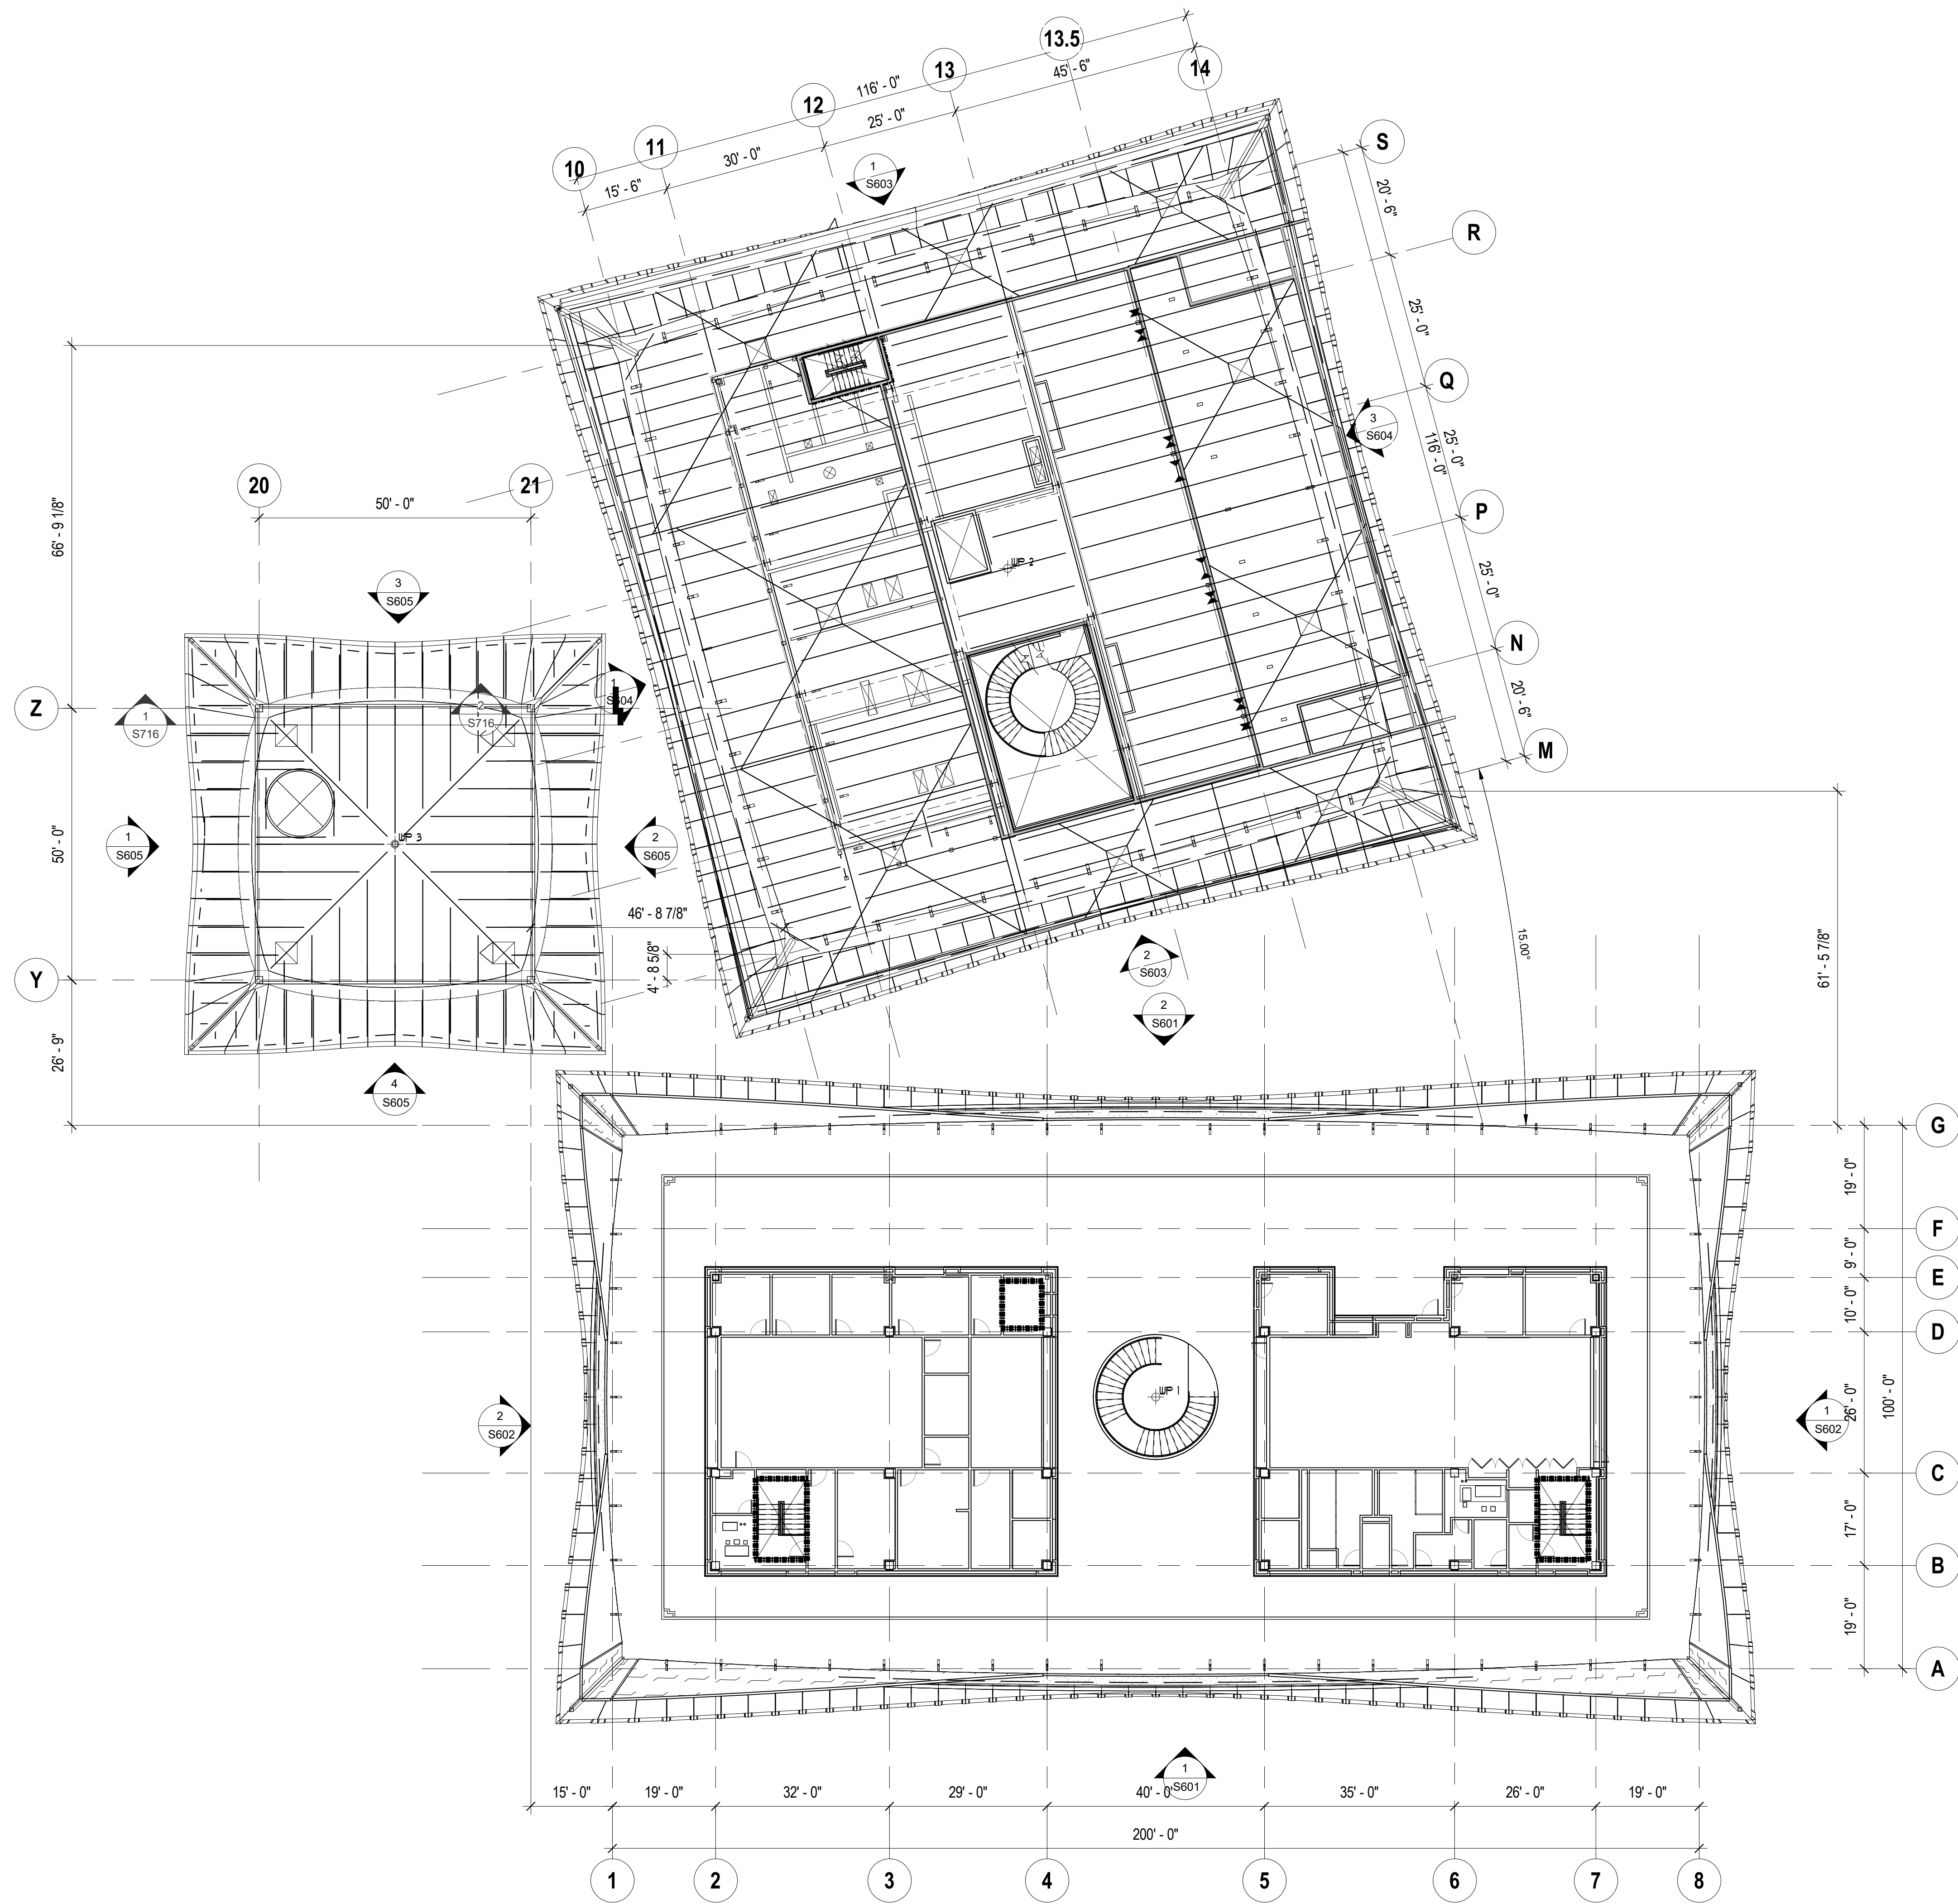 13.5
13
14
116' - 0"
45' - 6"
12
25' - 0"
11
30' - 0"
10
15' - 6"
1
S603
S
20' - 6"
R
25' - 0"
Q
3
S604
25' - 0"
116' - 0"
P
25' - 0"
N
20' - 6"
M
WP 2
20
21
50' - 0"
66' - 9 1/8"
3
S605
1
S604
Z
1
S716
2
S716
50' - 0"
1
S605
WP 3
2
S605
46' - 8 7/8"
4' - 8 5/8"
Y
26' - 9"
4
S605
2
S603
2
S601
15.00°
61' - 5 7/8"
G
19' - 0"
F
9' - 0"
E
10' - 0"
D
26' - 0"
100' - 0"
C
17' - 0"
B
19' - 0"
A
2
S602
WP 1
1
S602
1
S601
15' - 0"
19' - 0"
32' - 0"
29' - 0"
40' - 0"
35' - 0"
26' - 0"
19' - 0"
200' - 0"
1
2
3
4
5
6
7
8